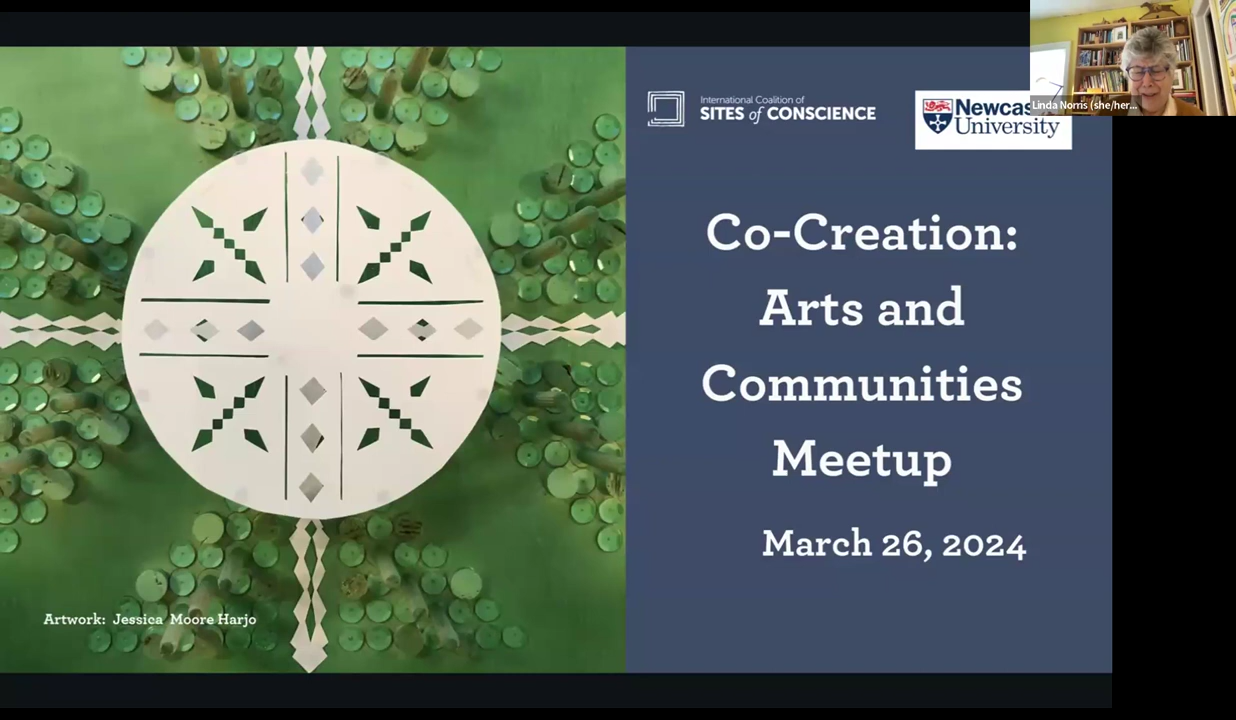 International Coalition of
SITES of CONSCIENCE
Newcas
University
Linda Norris (she/her...
Co-Creation:
Arts and
Communities
Meetup
March 26, 2024
Artwork: Jessica Moore Harjo